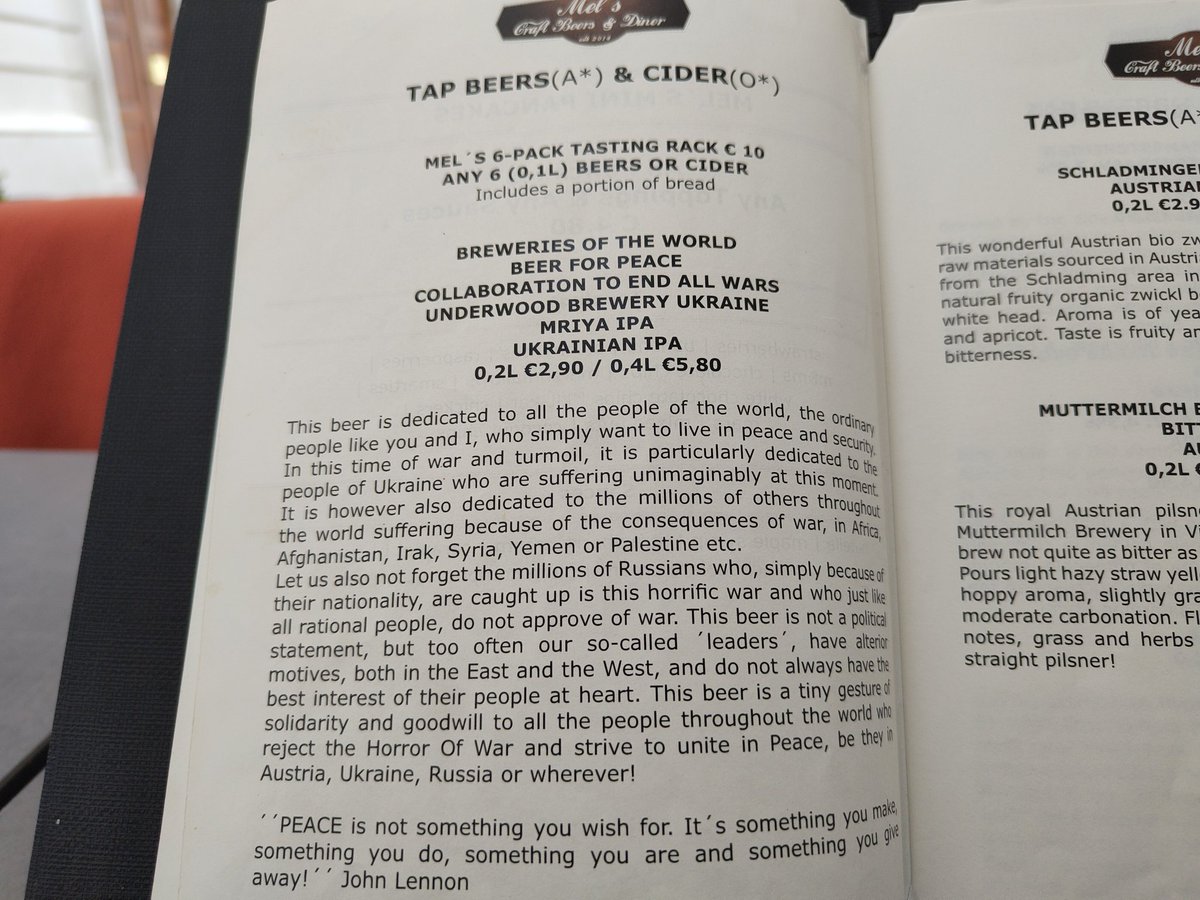 Mel's
Craft Beers & Diner
TAP BEERS(A*) & CIDER(O*)
MEL´S 6-PACK TASTING RACK € 10
ANY 6 (0,1L) BEERS OR CIDER
Includes a portion of bread
BREWERIES OF THE WORLD
BEER FOR PEACE
COLLABORATION TO END ALL WARS
UNDERWOOD BREWERY UKRAINE
MRIYA IPA
UKRAINIAN IPA
0,2L €2,90 / 0,4L €5,80
This beer is dedicated to all the people of the world, the ordinary
people like you and I, who simply want to live in peace and security.
In this time of war and turmoil, it is particularly dedicated to the
people of Ukraine who are suffering unimaginably at this moment.
It is however also dedicated to the millions of others throughout
the world suffering because of the consequences of war, in Africa,
Afghanistan, Irak, Syria, Yemen or Palestine etc.
Let us also not forget the millions of Russians who, simply because of
their nationality, are caught up is this horrific war and who just like
all rational people, do not approve of war. This beer is not a political
statement, but too often our so-called ´leaders´, have alterior
motives, both in the East and the West, and do not always have the
best interest of their people at heart. This beer is a tiny gesture of
solidarity and goodwill to all the people throughout the world who
reject the Horror Of War and strive to unite in Peace, be they in
Austria, Ukraine, Russia or wherever!
´´PEACE is not something you wish for. It´s something you make,
something you do, something you are and something you give
away!´´ John Lennon
Craft Beers
TAP BEERS(A*
SCHLADMINGE
AUSTRIA
0,2L €2.9
This wonderful Austrian bio zw
raw materials sourced in Austri
from the Schladming area in
natural fruity organic zwickl b
white head. Aroma is of yea
and apricot. Taste is fruity an
bitterness.
MUTTERMILCH
BIT
0,2L
This royal Austrian pilsn
Muttermilch Brewery in Vi
brew not quite as bitter as
Pours light hazy straw yell
hoppy aroma, slightly gra
moderate carbonation. Fl
notes, grass and herbs
straight pilsner!